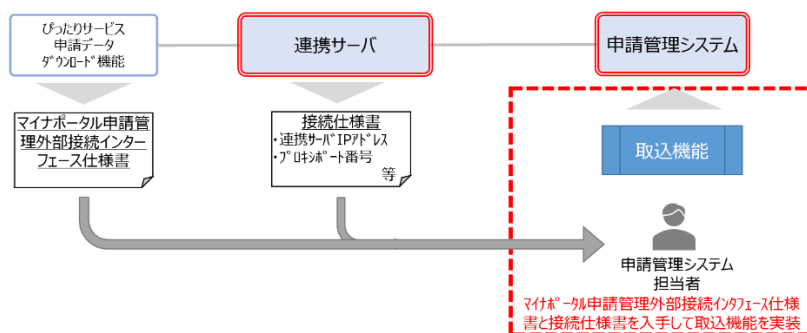 ぴったりサービス
申請データ
ﾀﾞｳﾝﾛｰﾄﾞ機能
連携サーバ
申請管理システム
マイナポータル申請管
理外部接続インター
フェース仕様書
接続仕様書
・連携ｻｰﾊﾞIPｱﾄﾞﾚｽ
・ﾌﾟﾛｷｼﾎﾟｰﾄ番号
等
取込機能
申請管理システム
担当者
ﾏｲﾅﾎﾟｰﾀﾙ申請管理外部接続ｲﾝﾀﾌｪｰｽ仕様
書と接続仕様書を入手して取込機能を実装